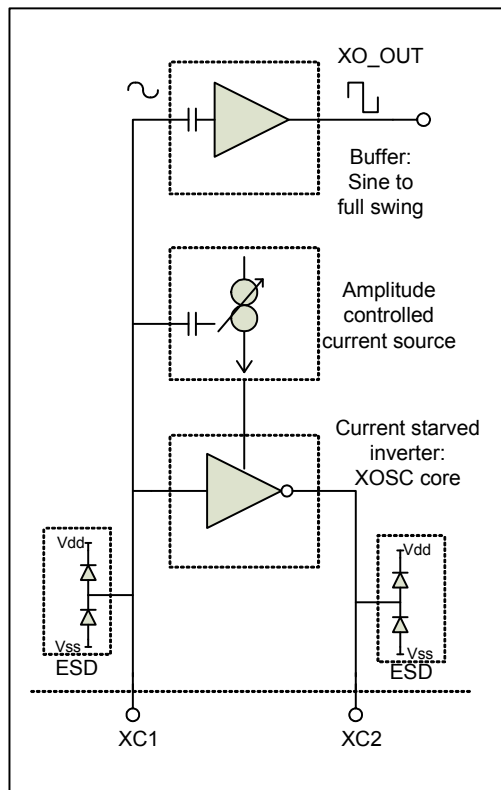 XO_OUT
Buffer:
Sine to
full swing
Amplitude
controlled
current source
Current starved
inverter:
XOSC core
Vdd
Vss
ESD
Vdd
Vss
ESD
XC1
XC2